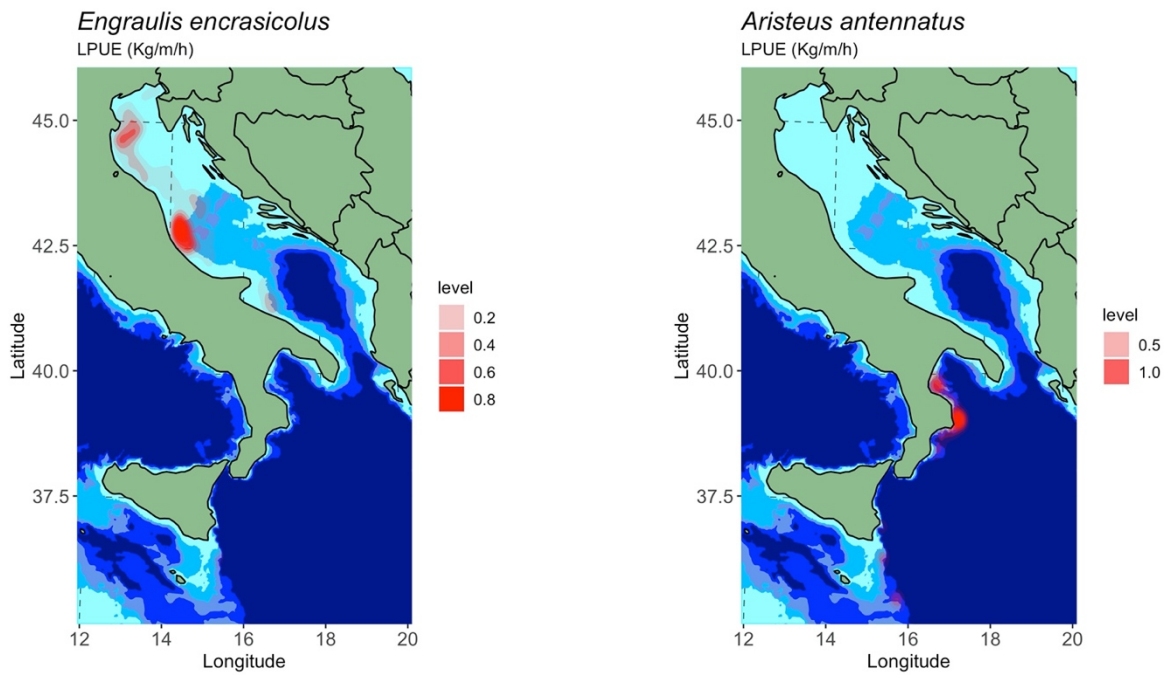 Engraulis encrasicolus
LPUE (Kg/m/h)
45.0
42.5
40.0
37.5
Latitude
12
14
16
18
20
Longitude
level
0.2
0.4
0.6
0.8
Aristeus antennatus
LPUE (Kg/m/h)
45.0
42.5
40.0
37.5
Latitude
12
14
16
18
20
Longitude
level
0.5
1.0